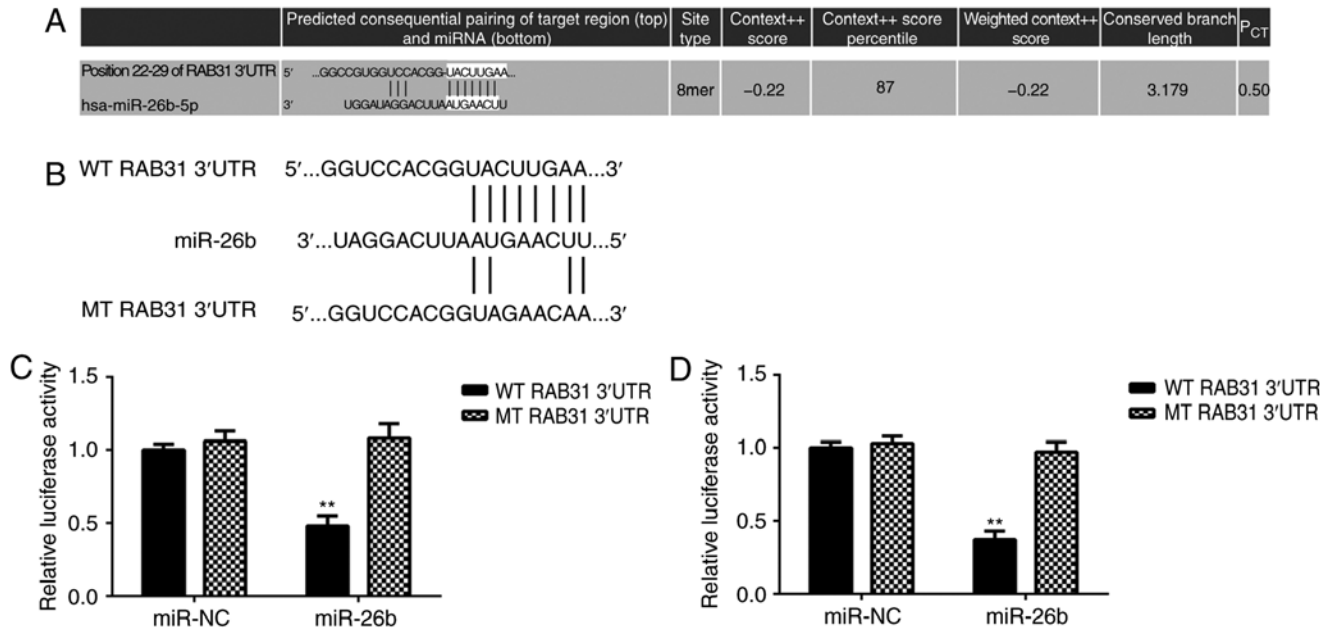 A
Predicted consequential pairing of target region (top)
and miRNA (bottom)
Site
type
Context++
score
Context++ score
percentile
Weighted context++
score
Conserved branch
length
PCT
Position 22-29 of RAB31 3′UTR 5′ ...GGCCGUGGUCCACGG-UACUUGAA...
hsa-miR-26b-5p 3′ UGGAUAGGACUUAAUGAACUU
8mer −0.22 87 −0.22 3.179 0.50
B
WT RAB31 3′UTR 5′...GGUCCACGGUACUUGAA...3′
miR-26b 3′...UAGGACUUAAUGAACUU...5′
MT RAB31 3′UTR 5′...GGUCCACGGUAGAACAA...3′
C
Relative luciferase activity
1.5
1.0
0.5
0.0
**
miR-NC miR-26b
WT RAB31 3′UTR
MT RAB31 3′UTR
D
Relative luciferase activity
1.5
1.0
0.5
0.0
**
miR-NC miR-26b
WT RAB31 3′UTR
MT RAB31 3′UTR